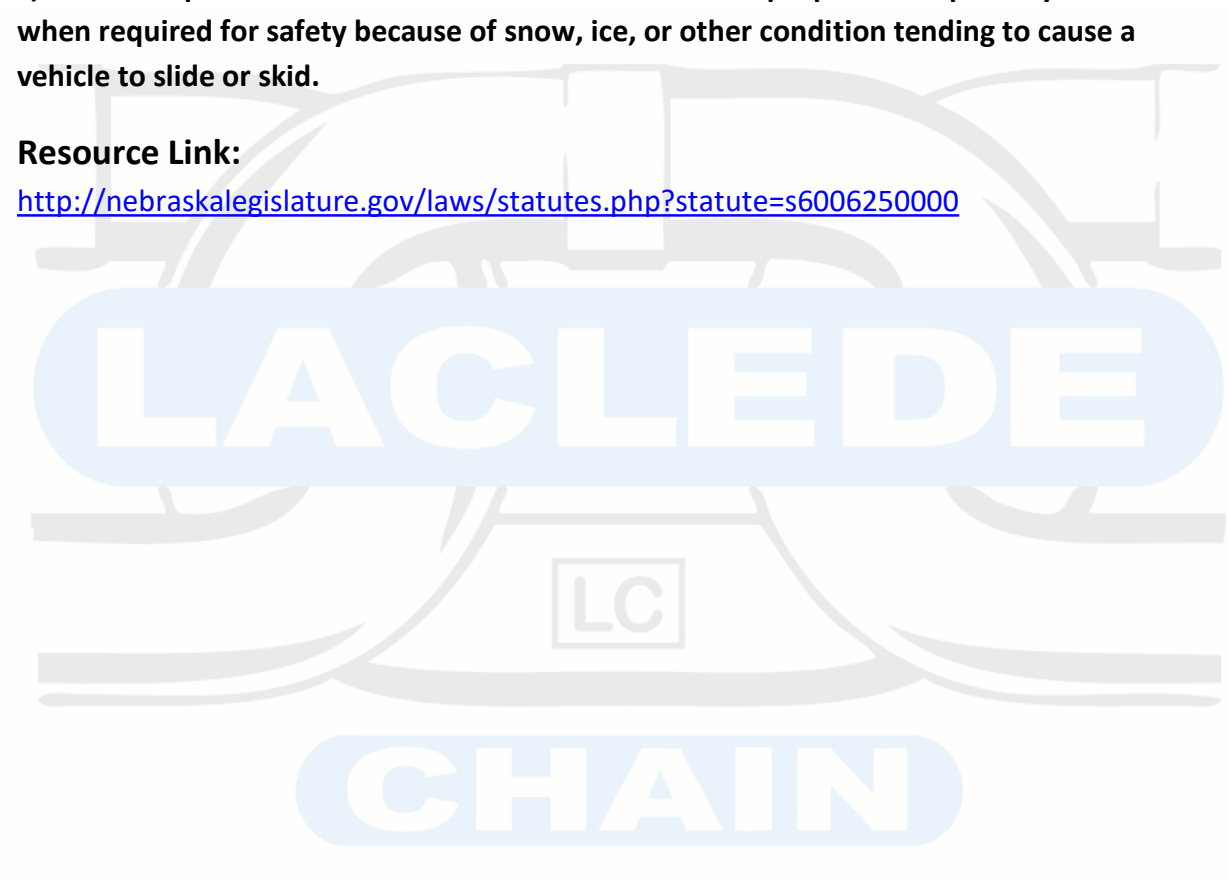 when required for safety because of snow, ice, or other condition tending to cause a
vehicle to slide or skid.
Resource Link:
http://nebraskalegislature.gov/laws/statutes.php?statute=s6006250000
LACLEDE
LC
CHAIN